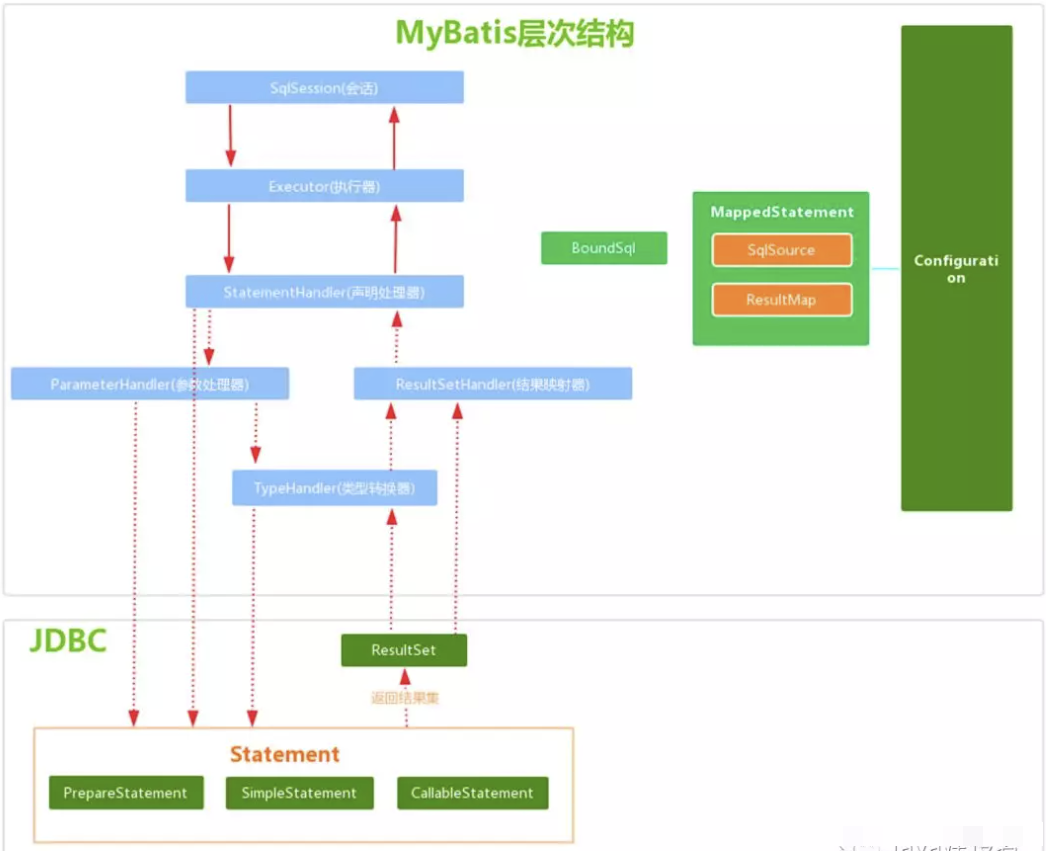 MyBatis层次结构
SqlSession(会话)
Executor(执行器)
StatementHandler(声明处理器)
ParameterHandler(参数处理器)
ResultSetHandler(结果映射器)
TypeHandler(类型转换器)
BoundSql
MappedStatement
SqlSource
ResultMap
Configurati
on
JDBC
ResultSet
返回结果集
Statement
PrepareStatement
SimpleStatement
CallableStatement